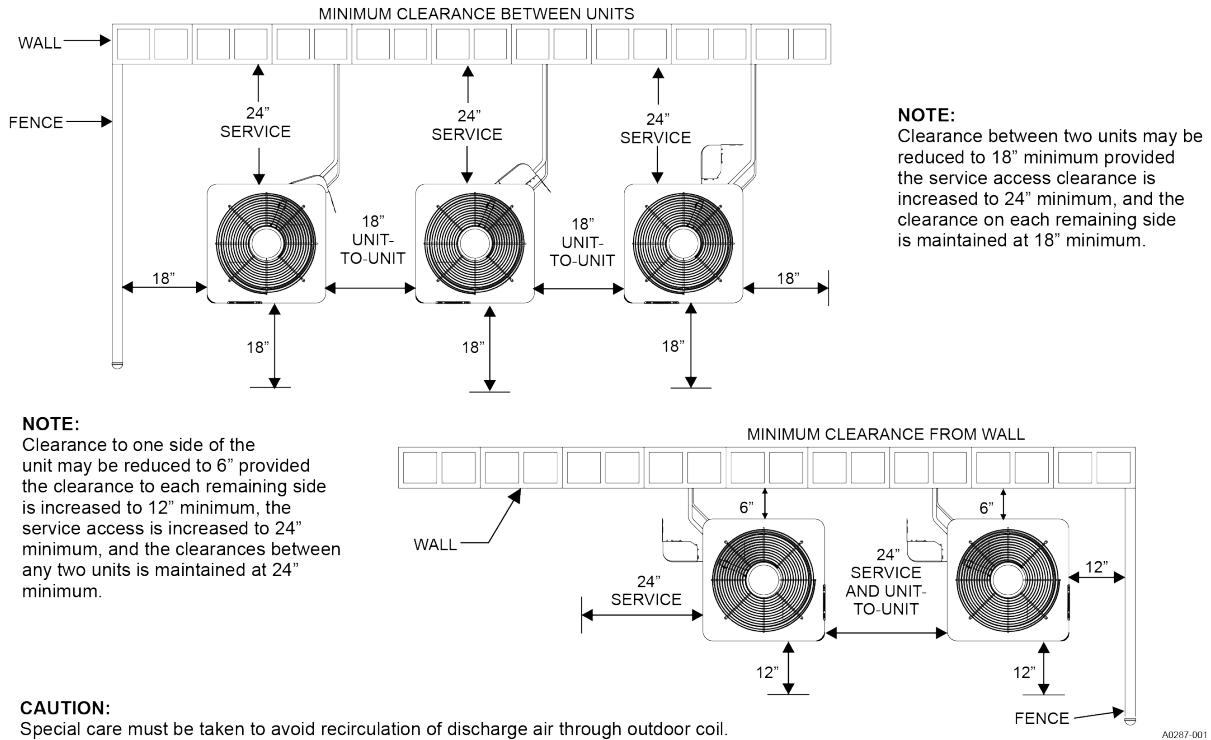 MINIMUM CLEARANCE BETWEEN UNITS
WALL
FENCE
24”
SERVICE
24”
SERVICE
24”
SERVICE
18”
UNIT-
TO-UNIT
18”
UNIT-
TO-UNIT
18”
18”
18”
18”
18”
NOTE:
Clearance between two units may be
reduced to 18” minimum provided
the service access clearance is
increased to 24” minimum, and the
clearance on each remaining side
is maintained at 18” minimum.
NOTE:
Clearance to one side of the
unit may be reduced to 6” provided
the clearance to each remaining side
is increased to 12” minimum, the
service access is increased to 24”
minimum, and the clearances between
any two units is maintained at 24”
minimum.
MINIMUM CLEARANCE FROM WALL
WALL
6”
6”
24”
SERVICE
24”
SERVICE
AND UNIT-
TO-UNIT
12”
12”
12”
FENCE
CAUTION:
Special care must be taken to avoid recirculation of discharge air through outdoor coil.
A0287-001